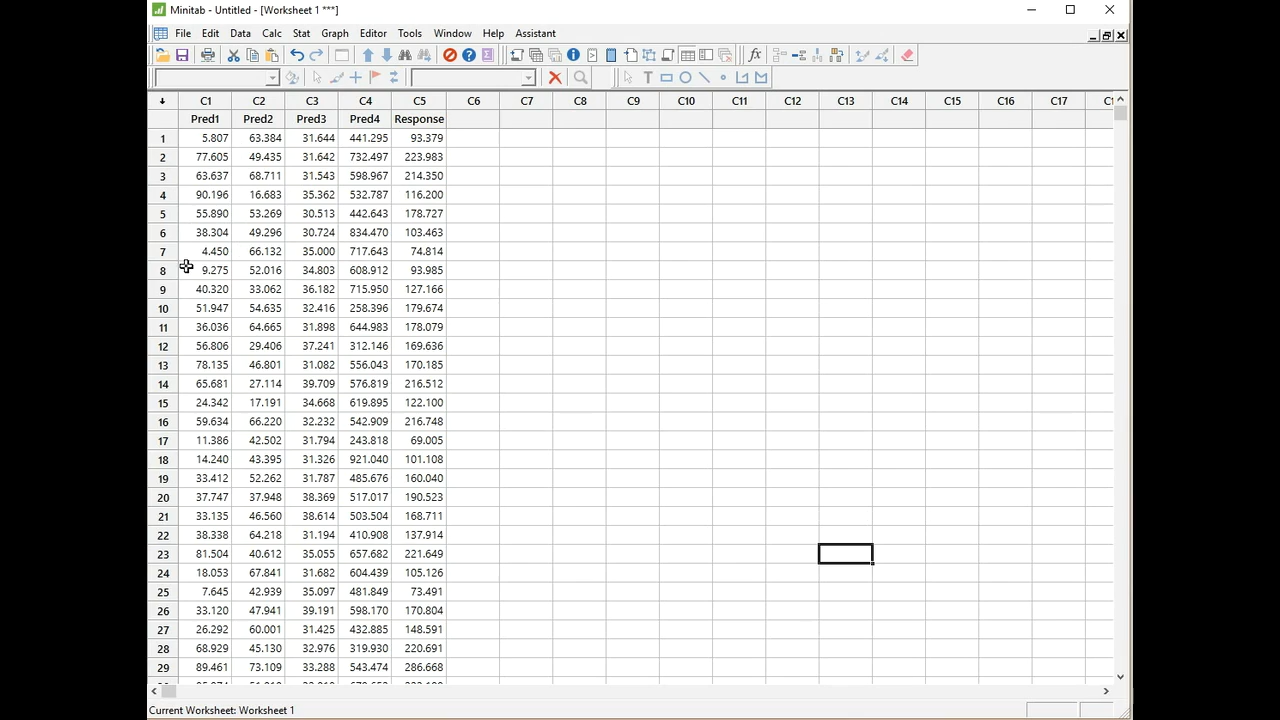 Minitab - Untitled - [Worksheet 1 ***]
File Edit Data Calc Stat Graph Editor Tools Window Help Assistant
C1 C2 C3 C4 C5 C6 C7 C8 C9 C10 C11 C12 C13 C14 C15 C16 C17
Pred1 Pred2 Pred3 Pred4 Response
1 5.807 63.384 31.644 441.295 93.379
2 77.605 49.435 31.642 732.497 223.983
3 63.637 68.711 31.543 598.967 214.350
4 90.196 16.683 35.362 532.787 116.200
5 55.890 53.269 30.513 442.643 178.727
6 38.304 49.296 30.724 834.470 103.463
7 4.450 66.132 35.000 717.643 74.814
8 9.275 52.016 34.803 608.912 93.985
9 40.320 33.062 36.182 715.950 127.166
10 51.947 54.635 32.416 258.396 179.674
11 36.036 64.665 31.898 644.983 178.079
12 56.806 29.406 37.241 312.146 169.636
13 78.135 46.801 31.082 556.043 170.185
14 65.681 27.114 39.709 576.819 216.512
15 24.342 17.191 34.668 619.895 122.100
16 59.634 66.220 32.232 542.909 216.748
17 11.386 42.502 31.794 243.818 69.005
18 14.240 43.395 31.326 921.040 101.108
19 33.412 52.262 31.787 485.676 160.040
20 37.747 37.948 38.369 517.017 190.523
21 33.135 46.560 38.614 503.504 168.711
22 38.338 64.218 31.194 410.908 137.914
23 81.504 40.612 35.055 657.682 221.649
24 18.053 67.841 31.682 604.439 105.126
25 7.645 42.939 35.097 481.849 73.491
26 33.120 47.941 39.191 598.170 170.804
27 26.292 60.001 31.425 432.885 148.591
28 68.929 45.130 32.976 319.930 220.691
29 89.461 73.109 33.288 543.474 286.668
Current Worksheet: Worksheet 1